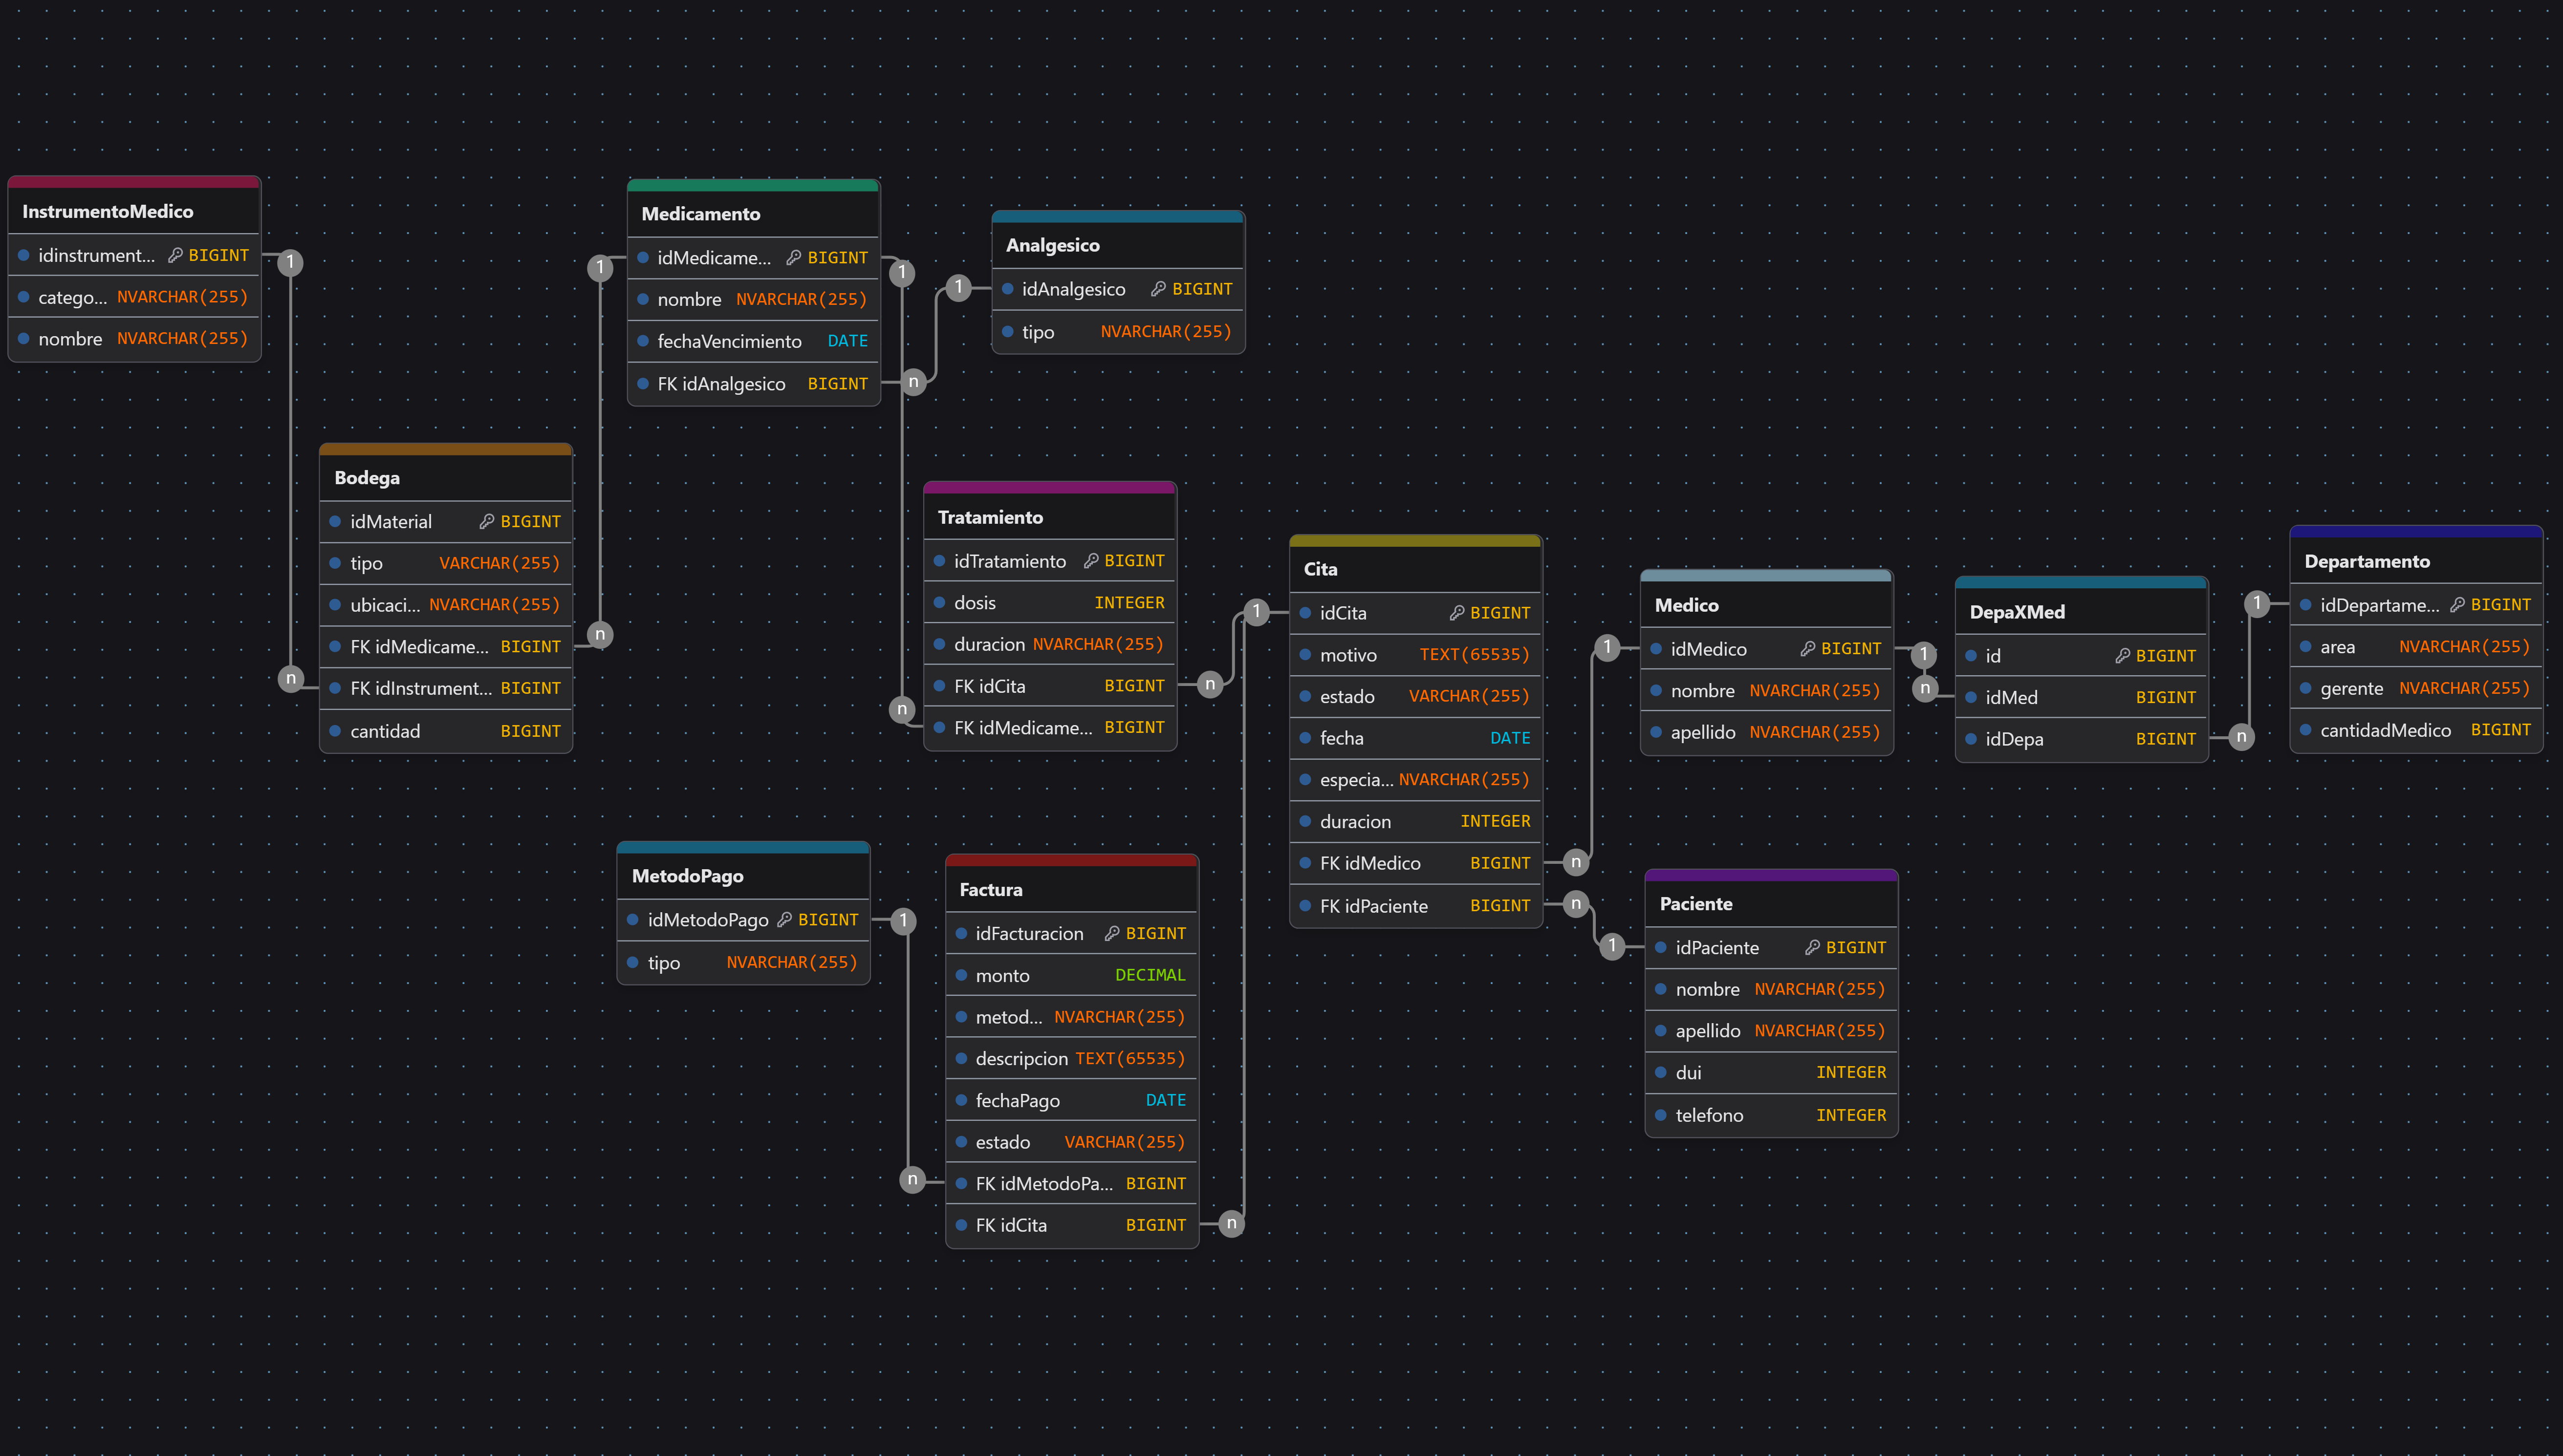 InstrumentoMedico
idinstrument... BIGINT
catego... NVARCHAR(255)
nombre NVARCHAR(255)
1
n
Bodega
idMaterial BIGINT
tipo VARCHAR(255)
ubicaci... NVARCHAR(255)
FK idMedicame... BIGINT
FK idInstrument... BIGINT
cantidad BIGINT
n
1
Medicamento
idMedicame... BIGINT
nombre NVARCHAR(255)
fechaVencimiento DATE
FK idAnalgesico BIGINT
1
n
n
1
Analgesico
idAnalgesico BIGINT
tipo NVARCHAR(255)
Tratamiento
idTratamiento BIGINT
dosis INTEGER
duracion NVARCHAR(255)
FK idCita BIGINT
FK idMedicame... BIGINT
n
1
MetodoPago
idMetodoPago BIGINT
tipo NVARCHAR(255)
1
n
Factura
idFacturacion BIGINT
monto DECIMAL
metod... NVARCHAR(255)
descripcion TEXT(65535)
fechaPago DATE
estado VARCHAR(255)
FK idMetodoPa... BIGINT
FK idCita BIGINT
n
Cita
idCita BIGINT
motivo TEXT(65535)
estado VARCHAR(255)
fecha DATE
especia... NVARCHAR(255)
duracion INTEGER
FK idMedico BIGINT
FK idPaciente BIGINT
n
1
n
1
Medico
idMedico BIGINT
nombre NVARCHAR(255)
apellido NVARCHAR(255)
1
n
Paciente
idPaciente BIGINT
nombre NVARCHAR(255)
apellido NVARCHAR(255)
dui INTEGER
telefono INTEGER
DepaXMed
id BIGINT
idMed BIGINT
idDepa BIGINT
n
1
Departamento
idDepartame... BIGINT
area NVARCHAR(255)
gerente NVARCHAR(255)
cantidadMedico BIGINT